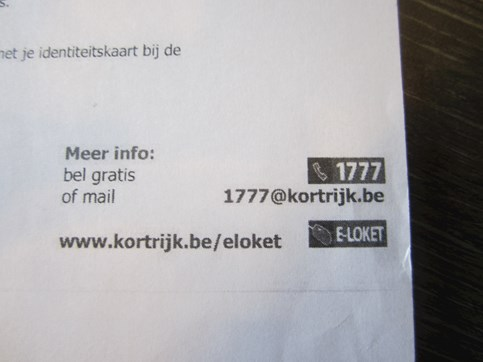 s.
net je identiteitskaart bij de
Meer info:
bel gratis 1777
of mail 1777@kortrijk.be
www.kortrijk.be/eloket E-LOKET